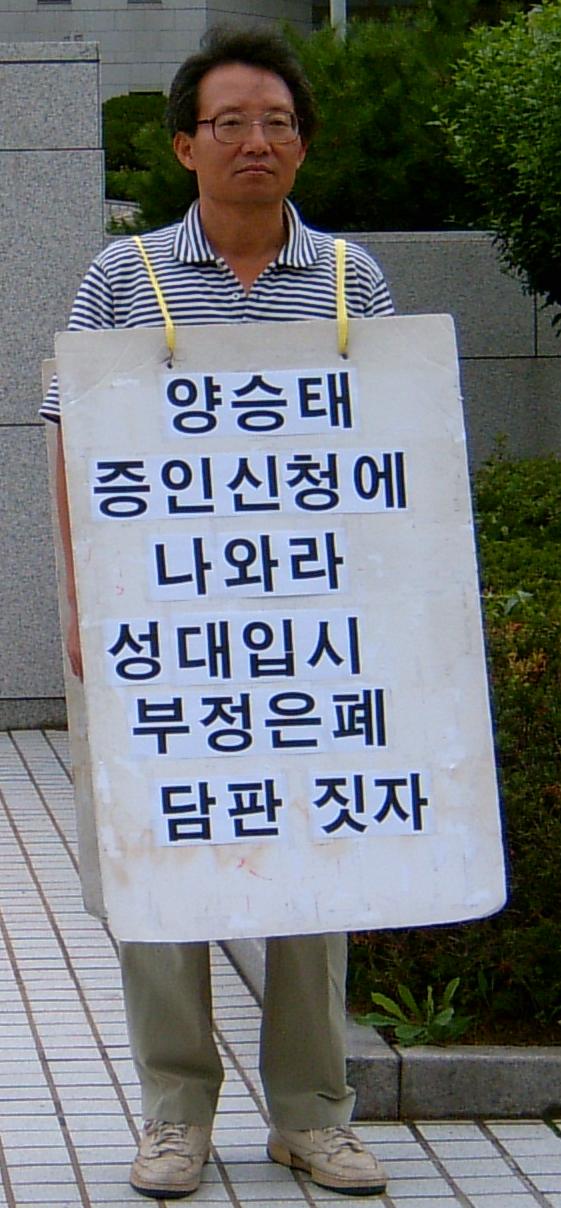 양승태
증인신청에
나와라
성대입시
부정은폐
담판 짓자